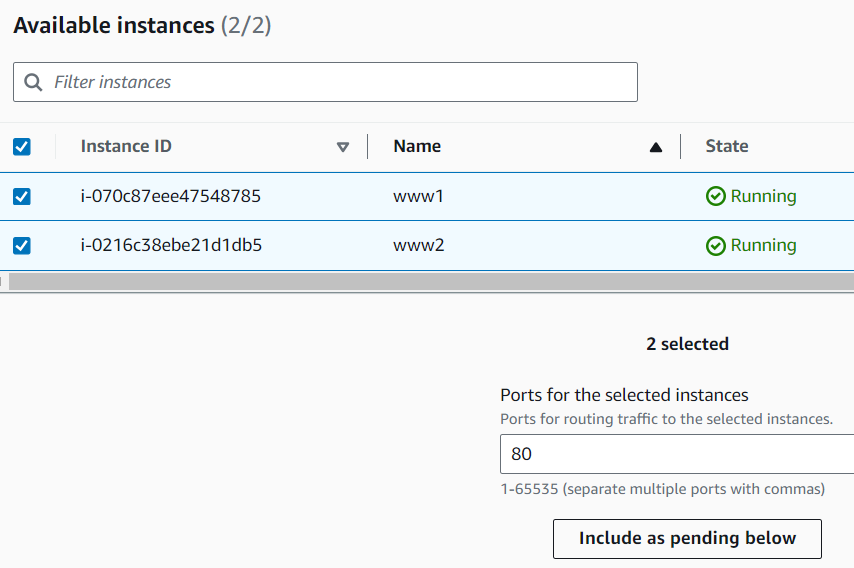 Available instances (2/2)
Filter instances
Instance ID Name State
i-070c87eee47548785 www1 Running
i-0216c38ebe21d1db5 www2 Running
2 selected
Ports for the selected instances
Ports for routing traffic to the selected instances.
80
1-65535 (separate multiple ports with commas)
Include as pending below